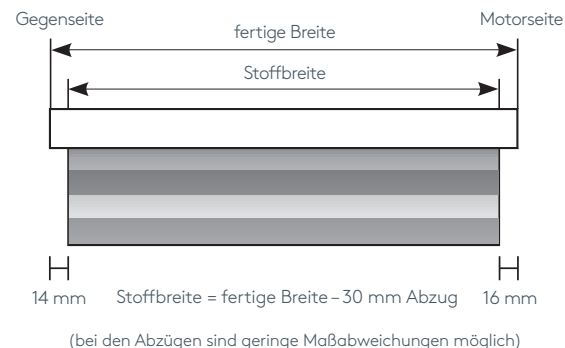 Gegenseite
Motorseite
fertige Breite
Stoffbreite
14 mm
Stoffbreite = fertige Breite – 30 mm Abzug
16 mm
(bei den Abzügen sind geringe Maßabweichungen möglich)